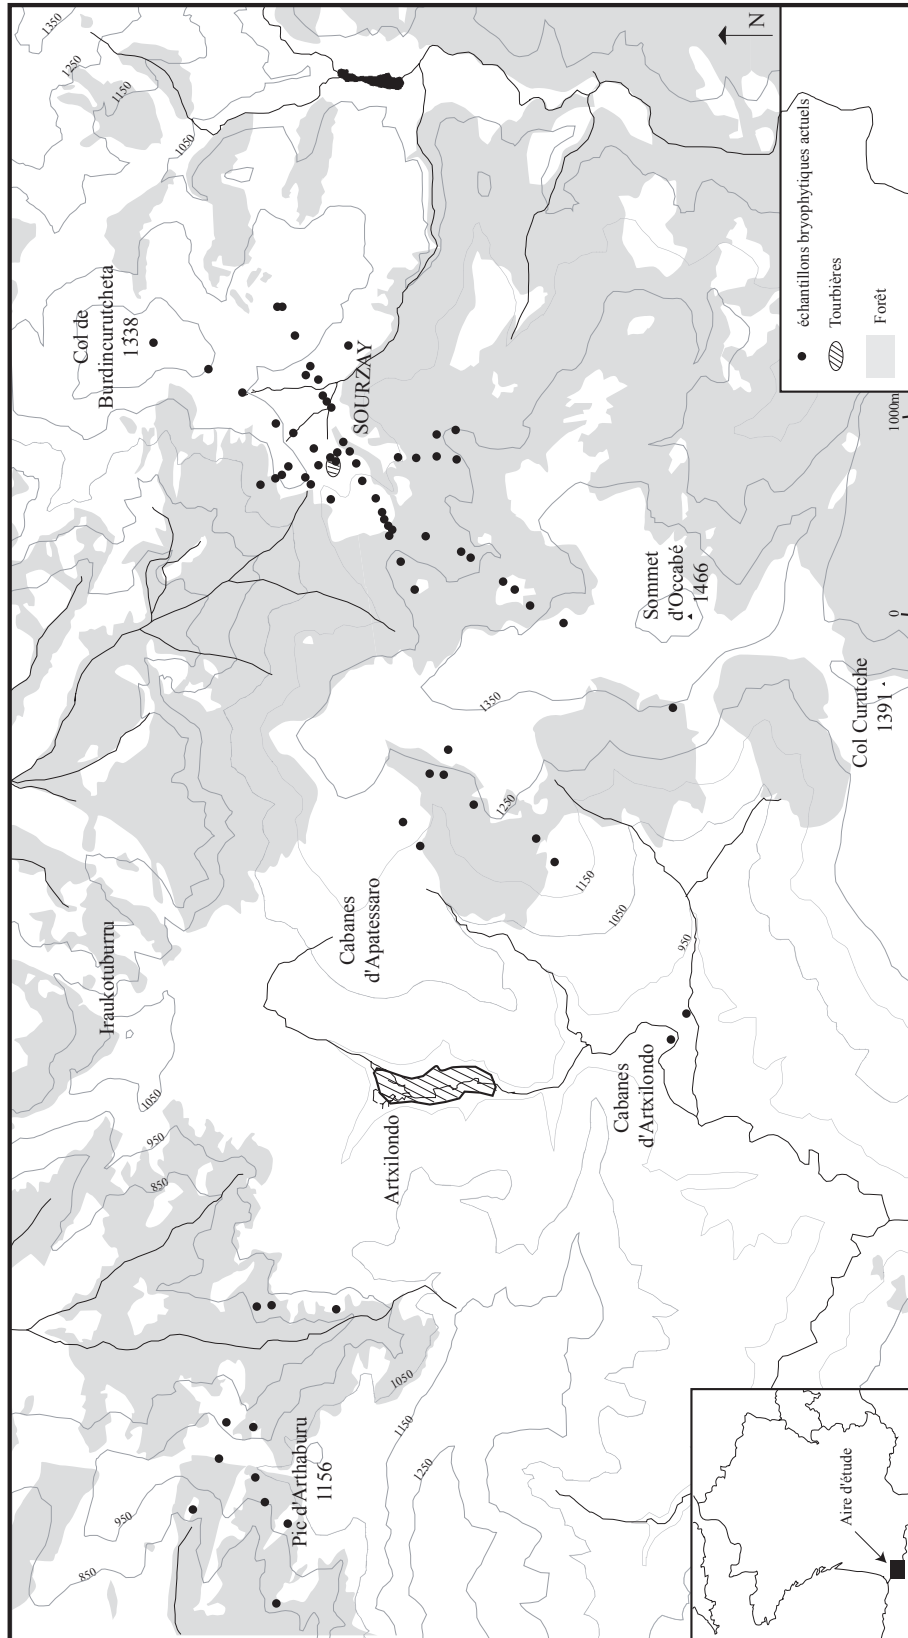 850
950
Pic d'Arthaburu
1156
850
950
1050
1050
1150
1250
Iraukotuburru
Artxilondo
Cabanes
d'Apatessaro
Cabanes
d'Artxilondo
950
1050
1150
1250
1350
Col de
Burdincurutcheta
1338
SOURZAY
Sommet
d'Occabé
1466
Col Curutche
1391
1050
1150
1250
1350
N
échantillons bryophytiques actuels
Tourbières
Forêt
0
1000m
Aire d'étude